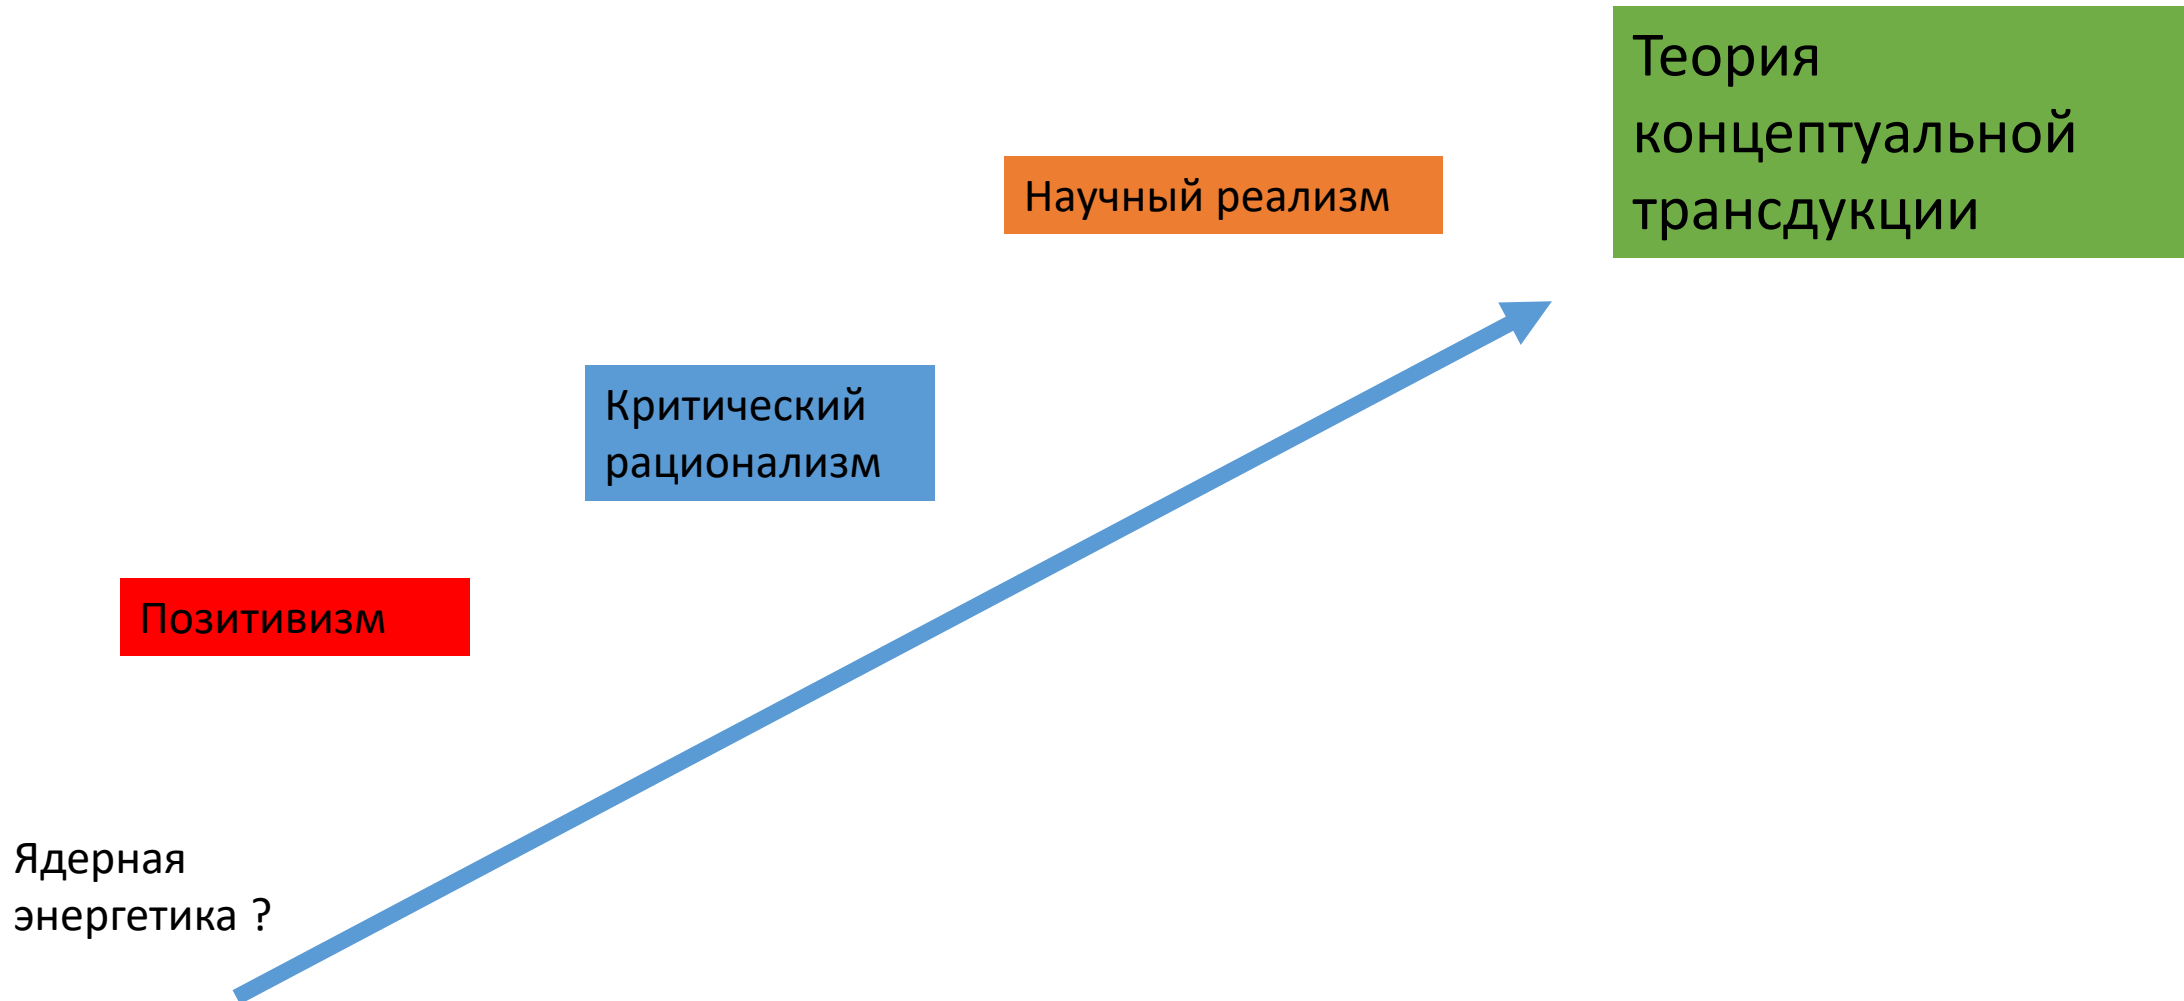 Теория
концептуальной
трансдукции
Научный реализм
Критический
рационализм
Позитивизм
Ядерная
энергетика ?